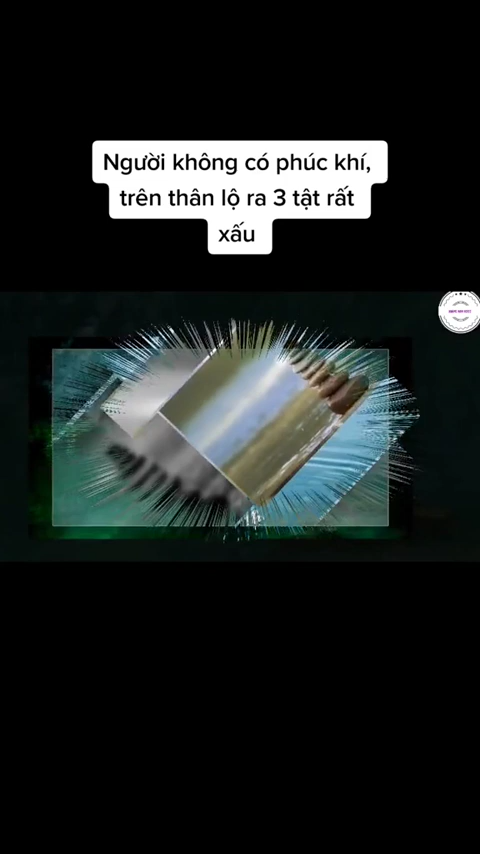 Người không có phúc khí,
trên thân lộ ra 3 tật rất
xấu